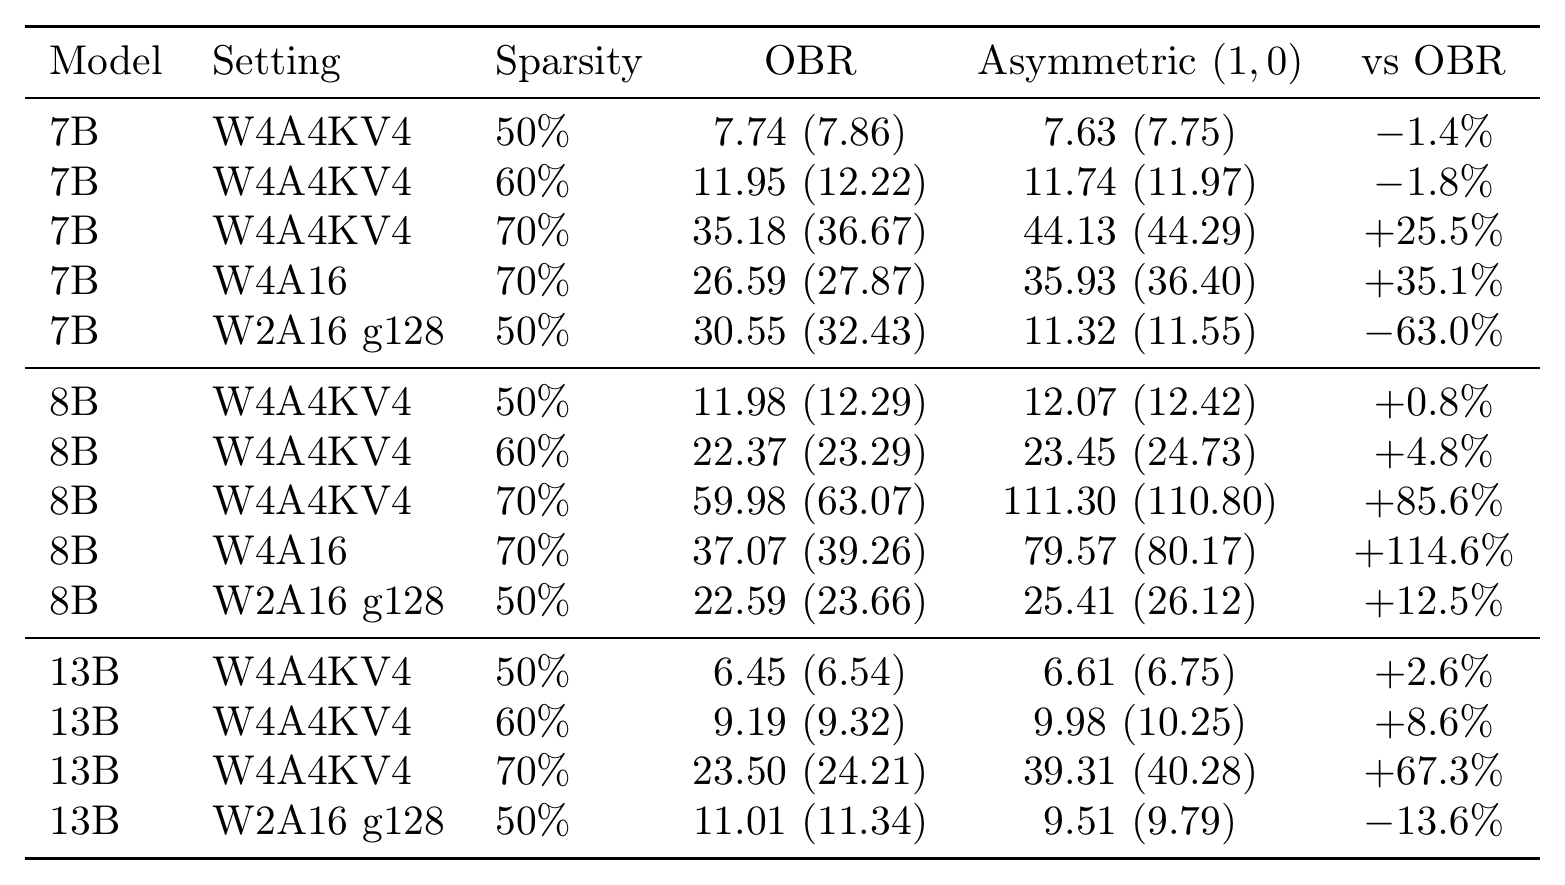 Model Setting Sparsity OBR Asymmetric (1, 0) vs OBR
7B W4A4KV4 50% 7.74 (7.86) 7.63 (7.75) −1.4%
7B W4A4KV4 60% 11.95 (12.22) 11.74 (11.97) −1.8%
7B W4A4KV4 70% 35.18 (36.67) 44.13 (44.29) +25.5%
7B W4A16 70% 26.59 (27.87) 35.93 (36.40) +35.1%
7B W2A16 g128 50% 30.55 (32.43) 11.32 (11.55) −63.0%
8B W4A4KV4 50% 11.98 (12.29) 12.07 (12.42) +0.8%
8B W4A4KV4 60% 22.37 (23.29) 23.45 (24.73) +4.8%
8B W4A4KV4 70% 59.98 (63.07) 111.30 (110.80) +85.6%
8B W4A16 70% 37.07 (39.26) 79.57 (80.17) +114.6%
8B W2A16 g128 50% 22.59 (23.66) 25.41 (26.12) +12.5%
13B W4A4KV4 50% 6.45 (6.54) 6.61 (6.75) +2.6%
13B W4A4KV4 60% 9.19 (9.32) 9.98 (10.25) +8.6%
13B W4A4KV4 70% 23.50 (24.21) 39.31 (40.28) +67.3%
13B W2A16 g128 50% 11.01 (11.34) 9.51 (9.79) −13.6%